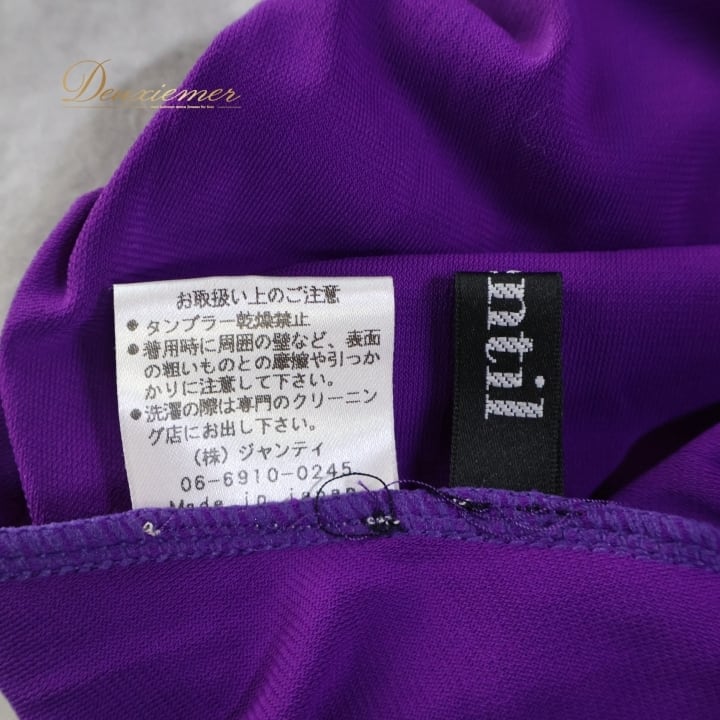 Deuxiemer
お取扱い上のご注意
●タンブラー乾燥禁止
●着用時に周囲の壁など、表面
の粗いものとの摩擦や引っか
かりに注意して下さい。
●洗濯の際は専門のクリーニン
グ店にお出し下さい。
(株)ジャンティ
06-6910-0245
Made in japan
ntil